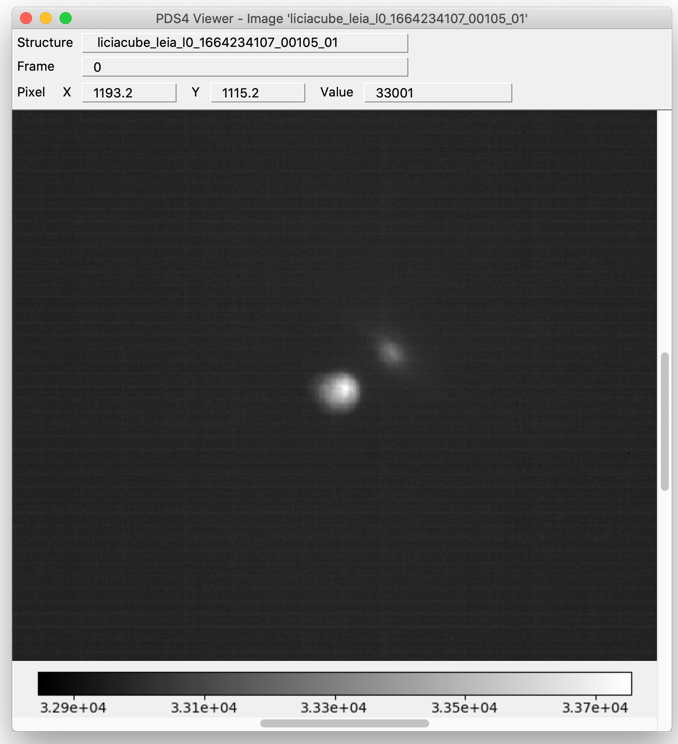 PDS4 Viewer - Image 'liciacube_leia_l0_1664234107_00105_01'
Structure liciacube_leia_l0_1664234107_00105_01
Frame 0
Pixel X 1193.2 Y 1115.2 Value 33001
3.29e+04 3.31e+04 3.33e+04 3.35e+04 3.37e+04